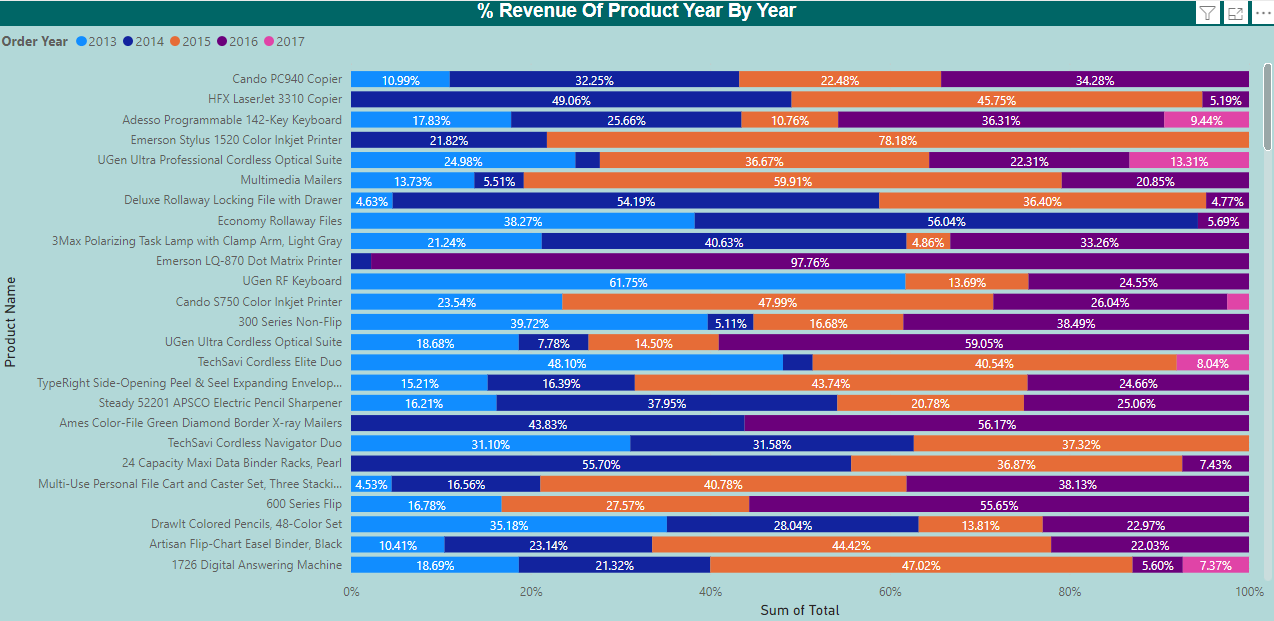 % Revenue Of Product Year By Year
Order Year 2013 2014 2015 2016 2017
Product Name
Cando PC940 Copier 10.99% 32.25% 22.48% 34.28%
HFX LaserJet 3310 Copier 49.06% 45.75% 5.19%
Adesso Programmable 142-Key Keyboard 17.83% 25.66% 10.76% 36.31% 9.44%
Emerson Stylus 1520 Color Inkjet Printer 21.82% 78.18%
UGen Ultra Professional Cordless Optical Suite 24.98% 36.67% 22.31% 13.31%
Multimedia Mailers 13.73% 5.51% 59.91% 20.85%
Deluxe Rollaway Locking File with Drawer 4.63% 54.19% 36.40% 4.77%
Economy Rollaway Files 38.27% 56.04% 5.69%
3Max Polarizing Task Lamp with Clamp Arm, Light Gray 21.24% 40.63% 4.86% 33.26%
Emerson LQ-870 Dot Matrix Printer 97.76%
UGen RF Keyboard 61.75% 13.69% 24.55%
Cando S750 Color Inkjet Printer 23.54% 47.99% 26.04%
300 Series Non-Flip 39.72% 5.11% 16.68% 38.49%
UGen Ultra Cordless Optical Suite 18.68% 7.78% 14.50% 59.05%
TechSavi Cordless Elite Duo 48.10% 40.54% 8.04%
TypeRight Side-Opening Peel & Seel Expanding Envelop... 15.21% 16.39% 43.74% 24.66%
Steady 52201 APSCO Electric Pencil Sharpener 16.21% 37.95% 20.78% 25.06%
Ames Color-File Green Diamond Border X-ray Mailers 43.83% 56.17%
TechSavi Cordless Navigator Duo 31.10% 31.58% 37.32%
24 Capacity Maxi Data Binder Racks, Pearl 55.70% 36.87% 7.43%
Multi-Use Personal File Cart and Caster Set, Three Stacki... 4.53% 16.56% 40.78% 38.13%
600 Series Flip 16.78% 27.57% 55.65%
DrawIt Colored Pencils, 48-Color Set 35.18% 28.04% 13.81% 22.97%
Artisan Flip-Chart Easel Binder, Black 10.41% 23.14% 44.42% 22.03%
1726 Digital Answering Machine 18.69% 21.32% 47.02% 5.60% 7.37%
0% 20% 40% 60% 80% 100%
Sum of Total